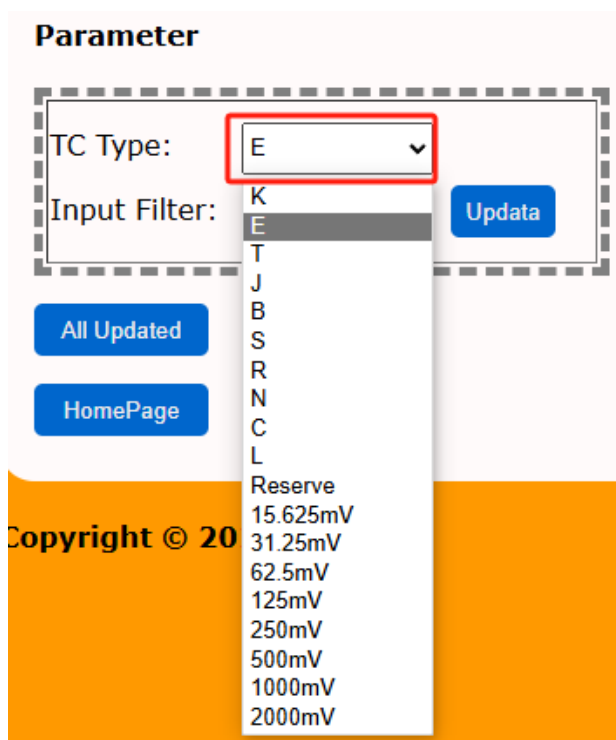 Parameter
TC Type:
E
Input Filter:
K
E
T
J
B
S
R
N
C
L
Reserve
15.625mV
31.25mV
62.5mV
125mV
250mV
500mV
1000mV
2000mV
Updata
All Updated
HomePage
Copyright © 20